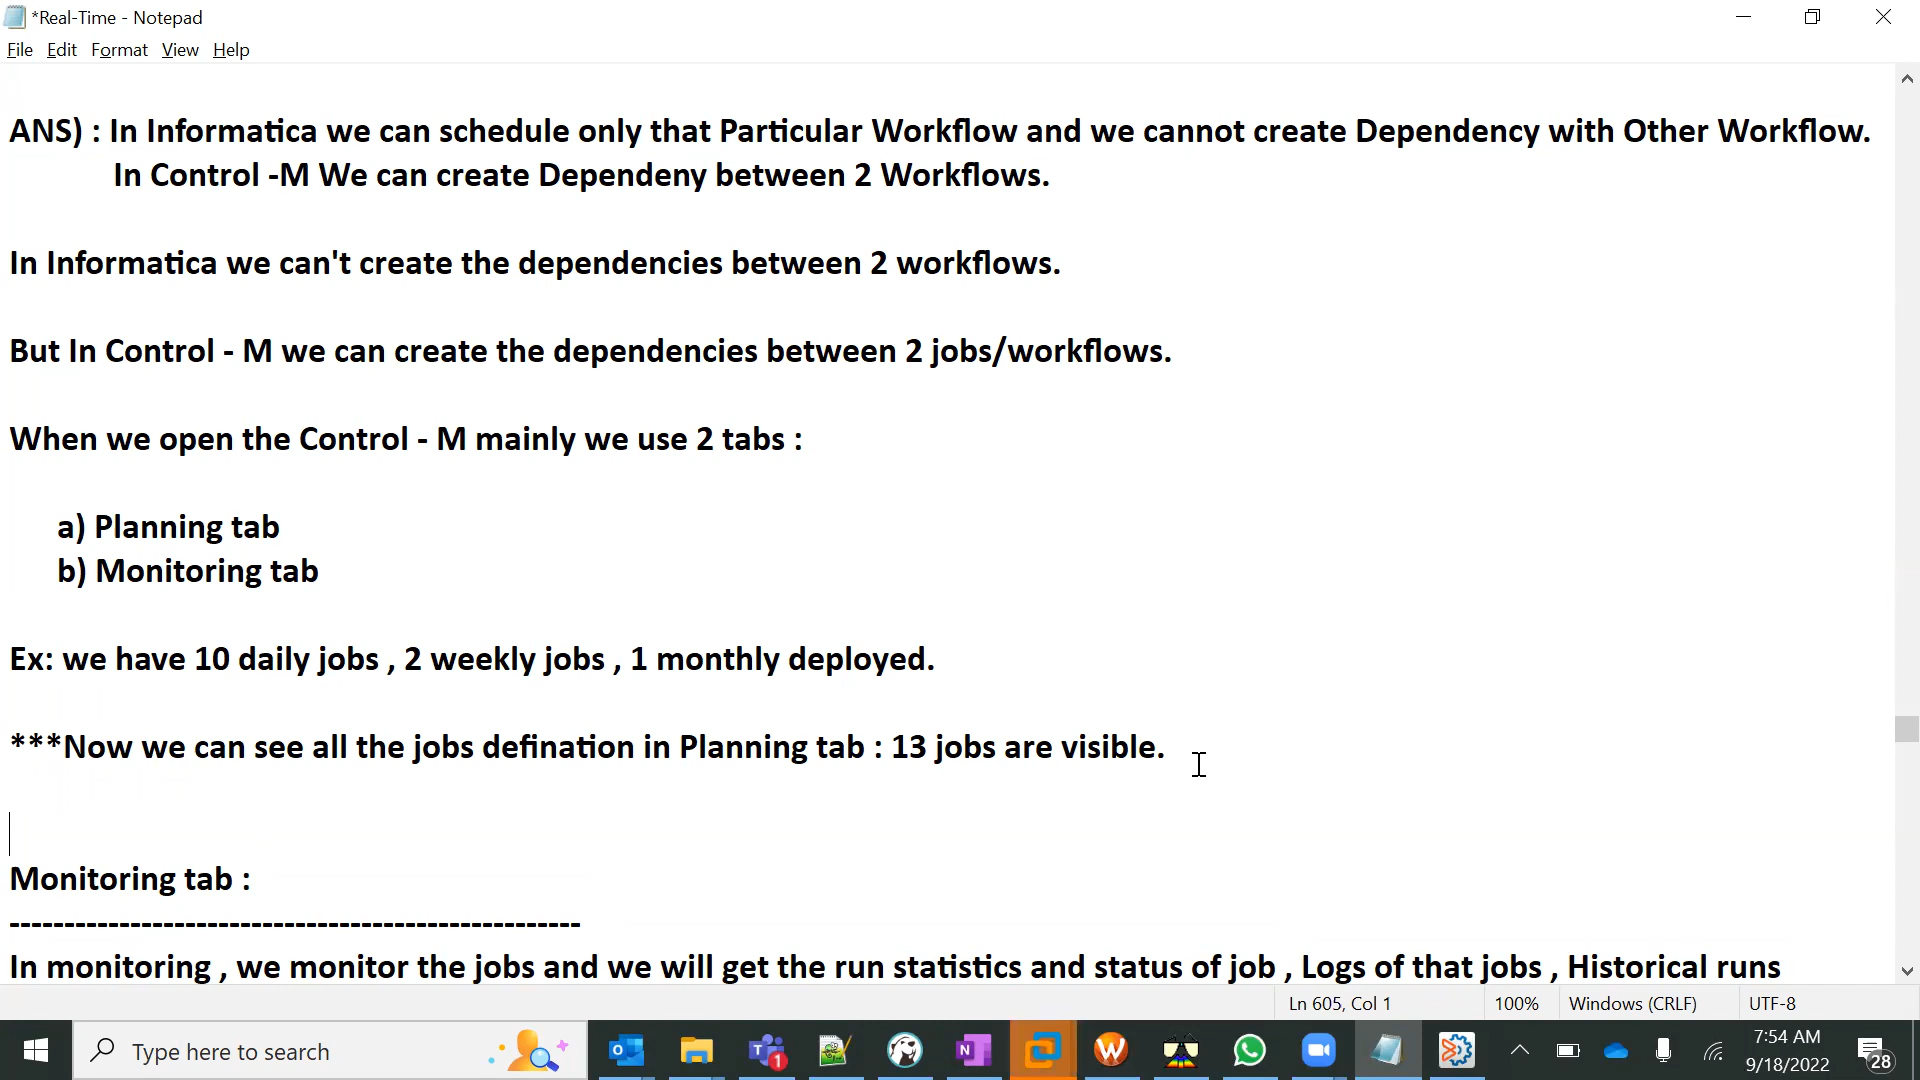 *Real-Time - Notepad
File Edit Format View Help
ANS) : In Informatica we can schedule only that Particular Workflow and we cannot create Dependency with Other Workflow.
In Control -M We can create Dependeny between 2 Workflows.
In Informatica we can't create the dependencies between 2 workflows.
But In Control - M we can create the dependencies between 2 jobs/workflows.
When we open the Control - M mainly we use 2 tabs :
a) Planning tab
b) Monitoring tab
Ex: we have 10 daily jobs , 2 weekly jobs , 1 monthly deployed.
***Now we can see all the jobs defination in Planning tab : 13 jobs are visible.
Monitoring tab :
----------------------------------------------------
In monitoring , we monitor the jobs and we will get the run statistics and status of job , Logs of that jobs , Historical runs
Ln 605, Col 1 100% Windows (CRLF) UTF-8
Type here to search
1
7:54 AM
9/18/2022
28